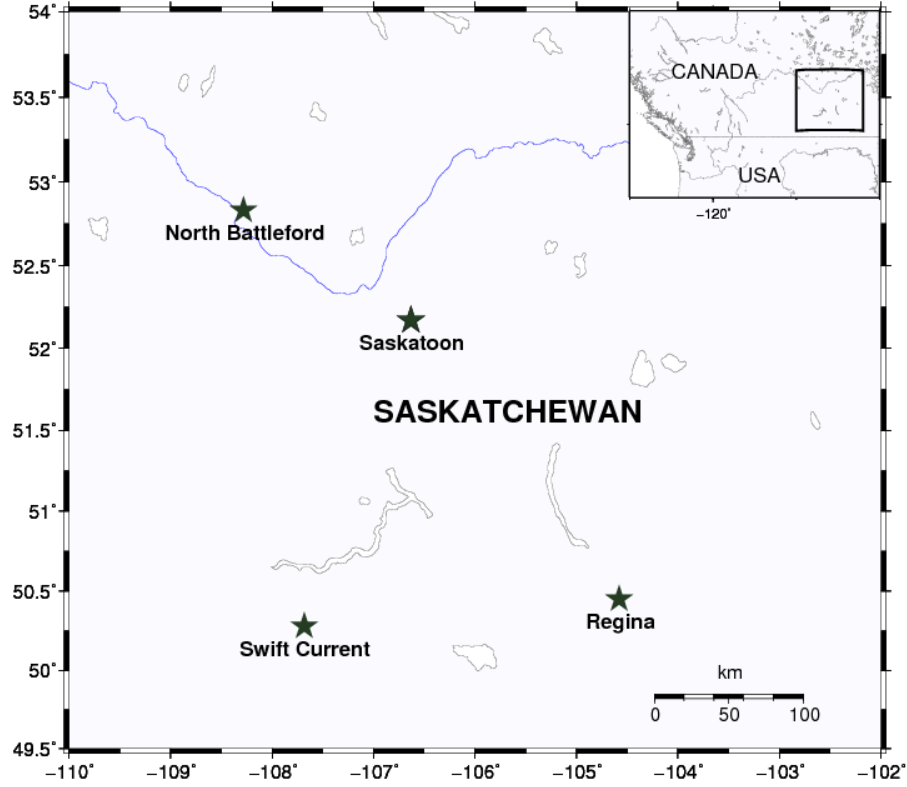 54˚
53.5˚
53˚
52.5˚
52˚
51.5˚
51˚
50.5˚
50˚
49.5˚
CANADA
USA
−120˚
North Battleford
Saskatoon
SASKATCHEWAN
Regina
Swift Current
km
0 50 100
−110˚ −109˚ −108˚ −107˚ −106˚ −105˚ −104˚ −103˚ −102˚